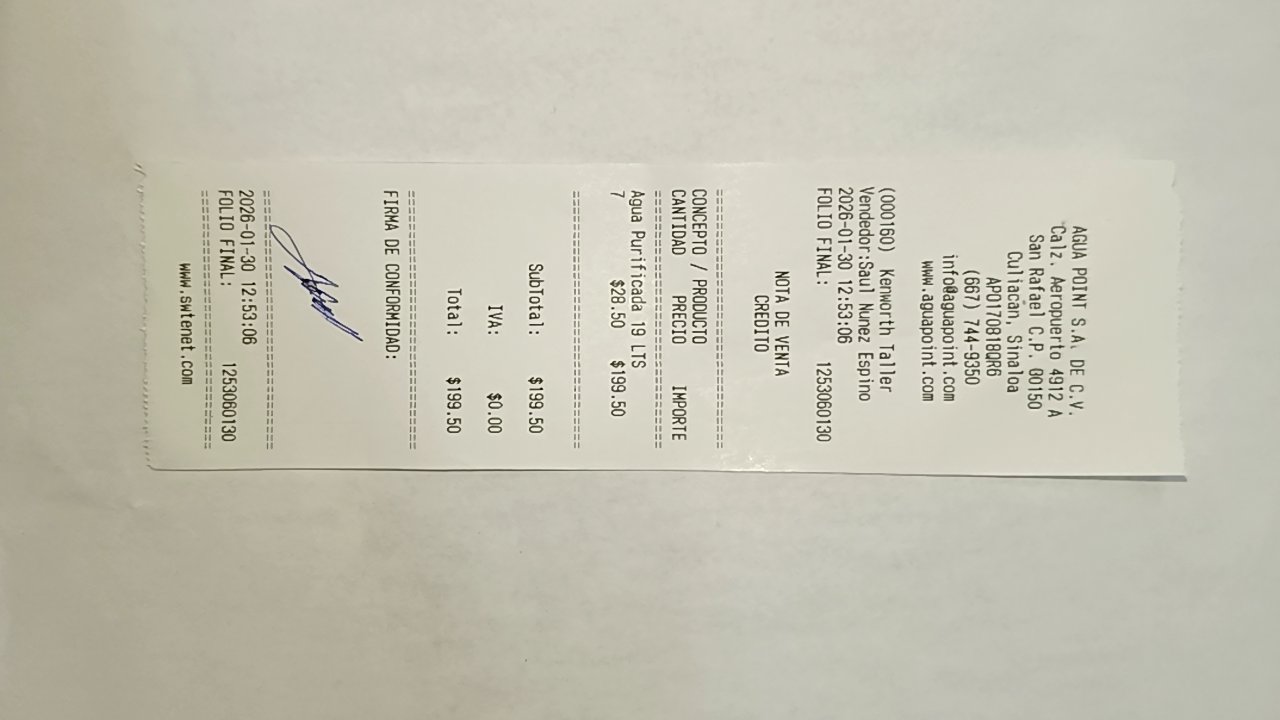 AGUA POINT S.A. DE C.V.
Calz. Aeropuerto 4912 A
San Rafael C.P. 80150
Culiacan, Sinaloa
APO170818QR6
(667) 744-9350
info@aguapoint.com
www.aguapoint.com
(000160) Kenworth Taller
Vendedor:Saul Nunez Espino
2026-01-30 12:53:06
FOLIO FINAL: 1253060130
NOTA DE VENTA
CREDITO
CONCEPTO / PRODUCTO
CANTIDAD PRECIO IMPORTE
Agua Purificada 19 LTS
7 $28.50 $199.50
SubTotal: $199.50
IVA: $0.00
Total: $199.50
FIRMA DE CONFORMIDAD:
2026-01-30 12:53:06
FOLIO FINAL: 1253060130
www.swtenet.com